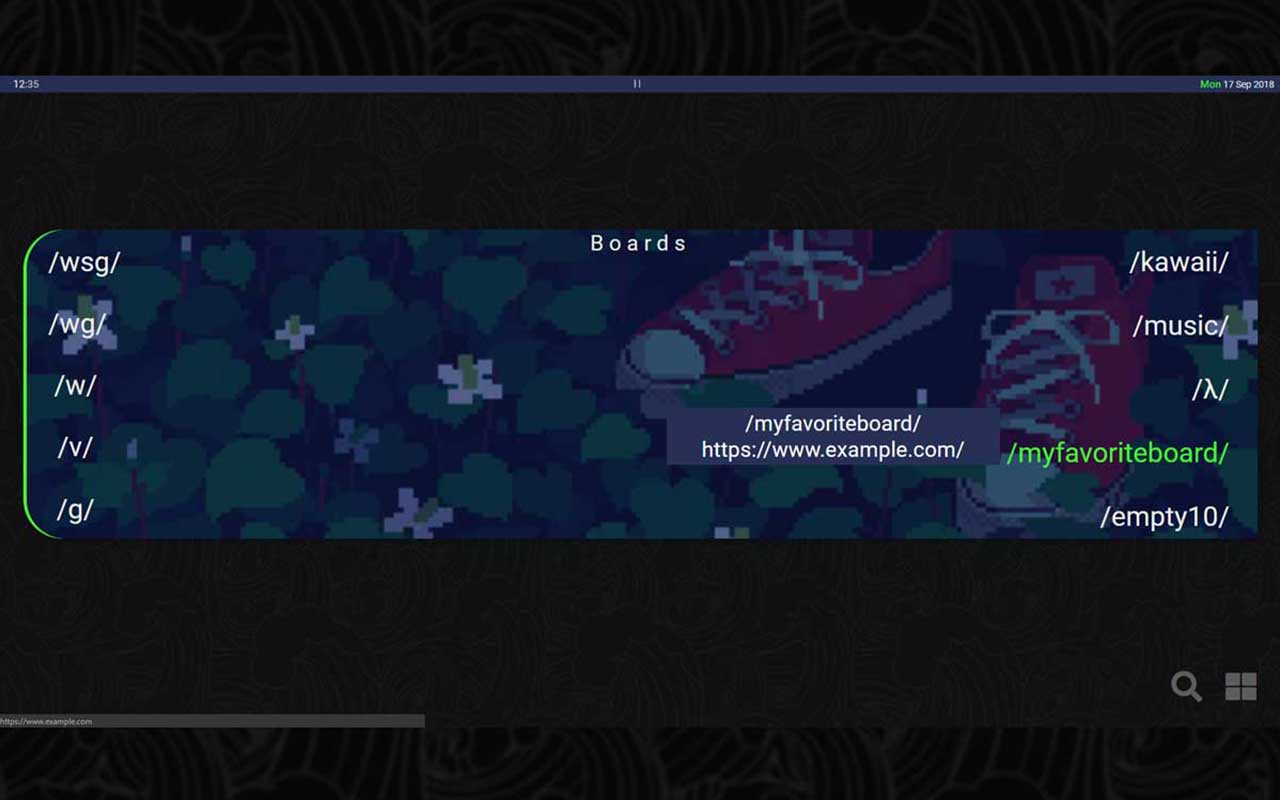 12:35
Mon 17 Sep 2018
Boards
/wsg/
/wg/
/w/
/v/
/g/
/kawaii/
/music/
/λ/
/myfavoriteboard/
/empty10/
/myfavoriteboard/
https://www.example.com/
https://www.example.com